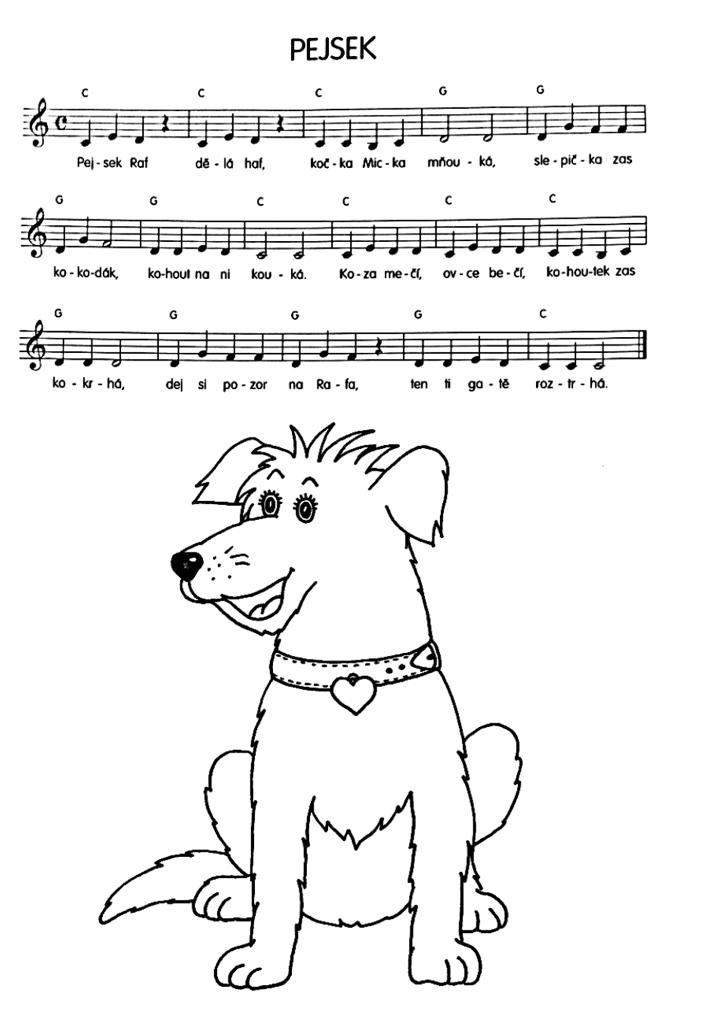 PEJSEK
C C C G G
Pej-sek Raf dě-lá haf, koč-ka Mic-ka mňou-ká, sle-pič-ka zas
G G C C C C
ko-ko-dák, ko-hout na ni kou-ká. Ko-za me-čí, ov-ce be-čí, ko-hou-tek zas
G G G G C
ko-kr-há, dej si po-zor na Ra-fa, ten ti ga-tě roz-tr-há.